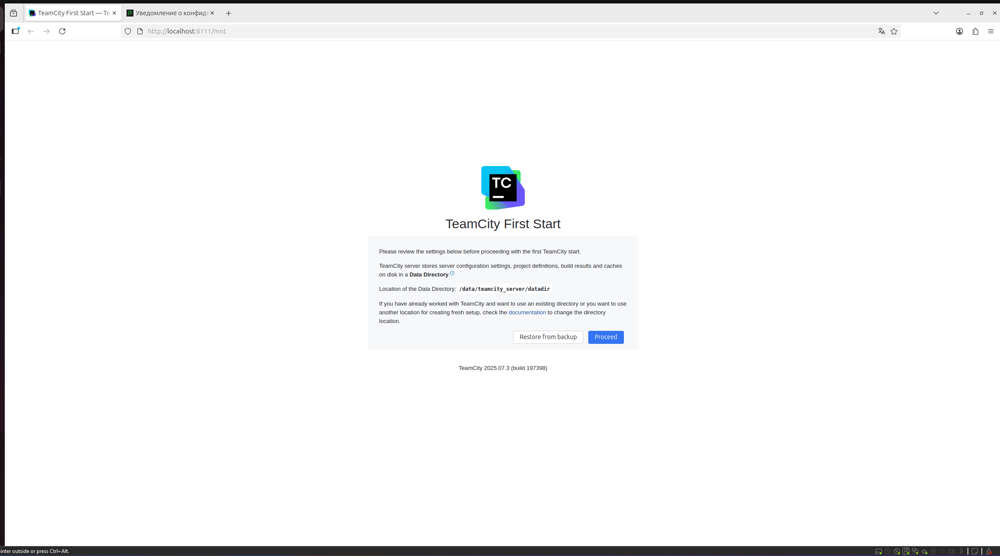 TeamCity First Start — Te
Уведомление о конфиде
http://localhost:8111/mnt
TC
TeamCity First Start
Please review the settings below before proceeding with the first TeamCity start.
TeamCity server stores server configuration settings, project definitions, build results and caches
on disk in a Data Directory.
Location of the Data Directory: /data/teamcity_server/datadir
If you have already worked with TeamCity and want to use an existing directory or you want to use
another location for creating fresh setup, check the documentation to change the directory
location.
Restore from backup
Proceed
TeamCity 2025.07.3 (build 197398)
inter outside or press Ctrl+Alt.